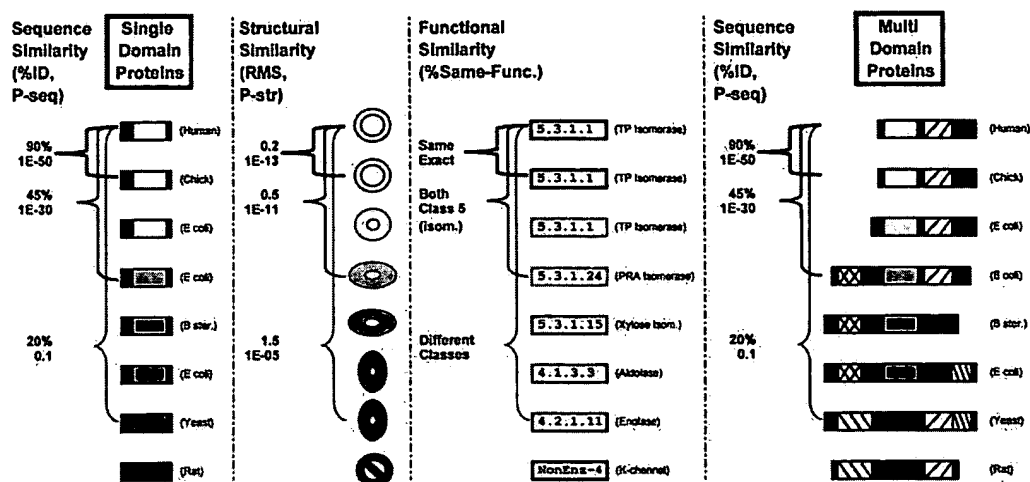 Sequence
Similarity
(%ID,
P-seq)
Single
Domain
Proteins
90%
1E-50
45%
1E-30
20%
0.1
(Human)
(Chick)
(E coli)
(E coli)
(B ster.)
(E coli)
(Yeast)
(Rat)
Structural
Similarity
(RMS,
P-str)
0.2
1E-13
0.5
1E-11
1.5
1E-05
Functional
Similarity
(%Same-Func.)
Same
Exact
Both
Class 5
(isom.)
Different
Classes
5.3.1.1 (TP Isomerase)
5.3.1.1 (TP Isomerase)
5.3.1.1 (TP Isomerase)
5.3.1.24 (PRA Isomerase)
5.3.1.15 (Xylose Isom.)
4.1.3.3 (Aldolase)
4.2.1.11 (Enolase)
NonEnz-4 (K-channel)
Sequence
Similarity
(%ID,
P-seq)
Multi
Domain
Proteins
90%
1E-50
45%
1E-30
20%
0.1
(Human)
(Chick)
(E coli)
(E coli)
(B ster.)
(E coli)
(Yeast)
(Rat)